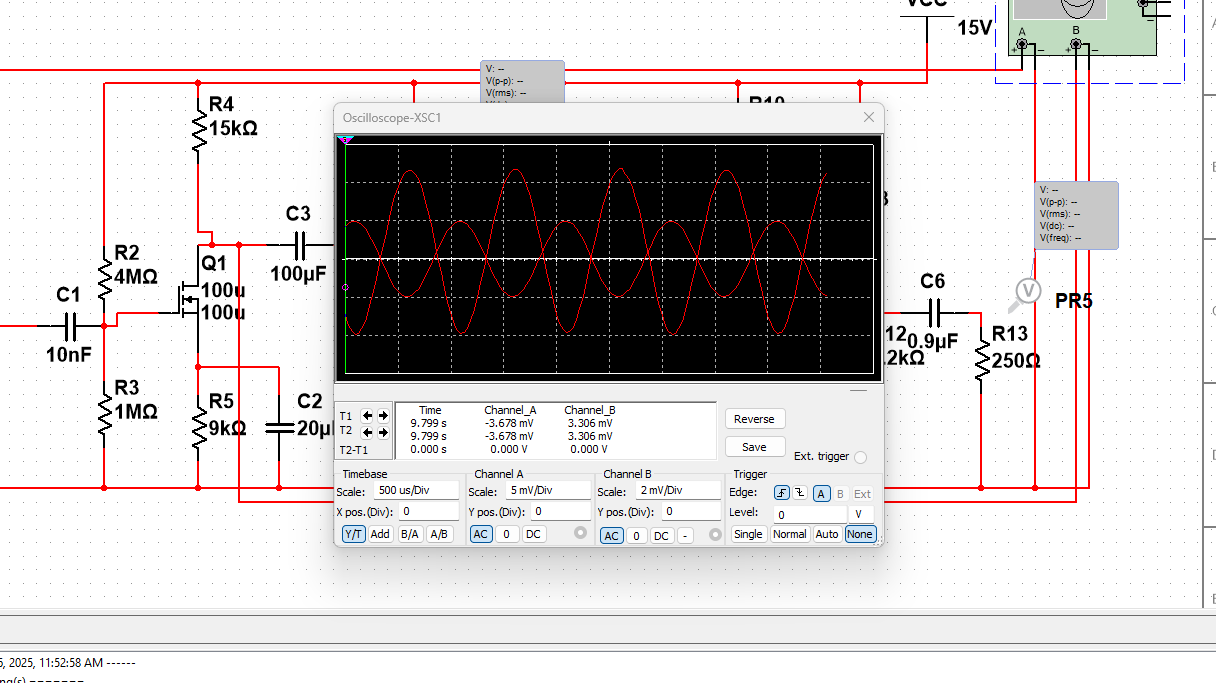 VCC
15V
A
B
V: --
V(p-p): --
V(rms): --
R4
15kΩ
R10
Oscilloscope-XSC1
V: --
V(p-p): --
V(rms): --
V(dc): --
V(freq): --
C3
100µF
R2
4MΩ
Q1
100u
100u
C1
10nF
C6
0.9µF
V
PR5
R13
250Ω
12
.2kΩ
R3
1MΩ
R5
9kΩ
C2
20µF
T1
T2
T2-T1
Time Channel_A Channel_B
9.799 s -3.678 mV 3.306 mV
9.799 s -3.678 mV 3.306 mV
0.000 s 0.000 V 0.000 V
Reverse
Save
Ext. trigger
Timebase
Scale: 500 us/Div
X pos.(Div): 0
Y/T Add B/A A/B
Channel A
Scale: 5 mV/Div
Y pos.(Div): 0
AC 0 DC
Channel B
Scale: 2 mV/Div
Y pos.(Div): 0
AC 0 DC -
Trigger
Edge: A B Ext
Level: 0 V
Single Normal Auto None
5, 2025, 11:52:58 AM ------